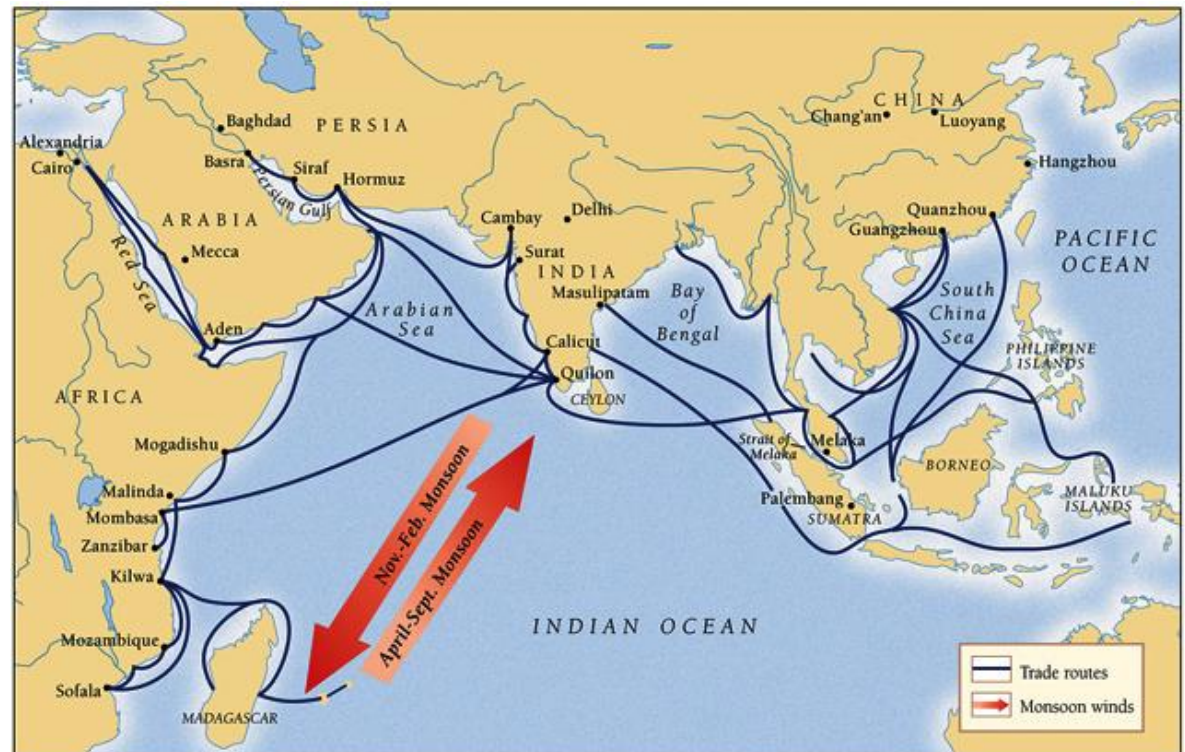 Alexandria
Cairo
Baghdad
PERSIA
Basra
Siraf
Hormuz
Persian Gulf
ARABIA
Mecca
Red Sea
Aden
Arabian
Sea
AFRICA
Mogadishu
Malinda
Mombasa
Zanzibar
Kilwa
Mozambique
Sofala
MADAGASCAR
Cambay
Delhi
Surat
INDIA
Masulipatam
Calicut
Quilon
CEYLON
Bay
of
Bengal
CHINA
Chang'an
Luoyang
Hangzhou
Quanzhou
Guangzhou
PACIFIC
OCEAN
South
China
Sea
PHILIPPINE
ISLANDS
Strait of
Melaka
Melaka
BORNEO
Palembang
SUMATRA
MALUKU
ISLANDS
Nov.-Feb. Monsoon
April-Sept. Monsoon
INDIAN OCEAN
Trade routes
Monsoon winds